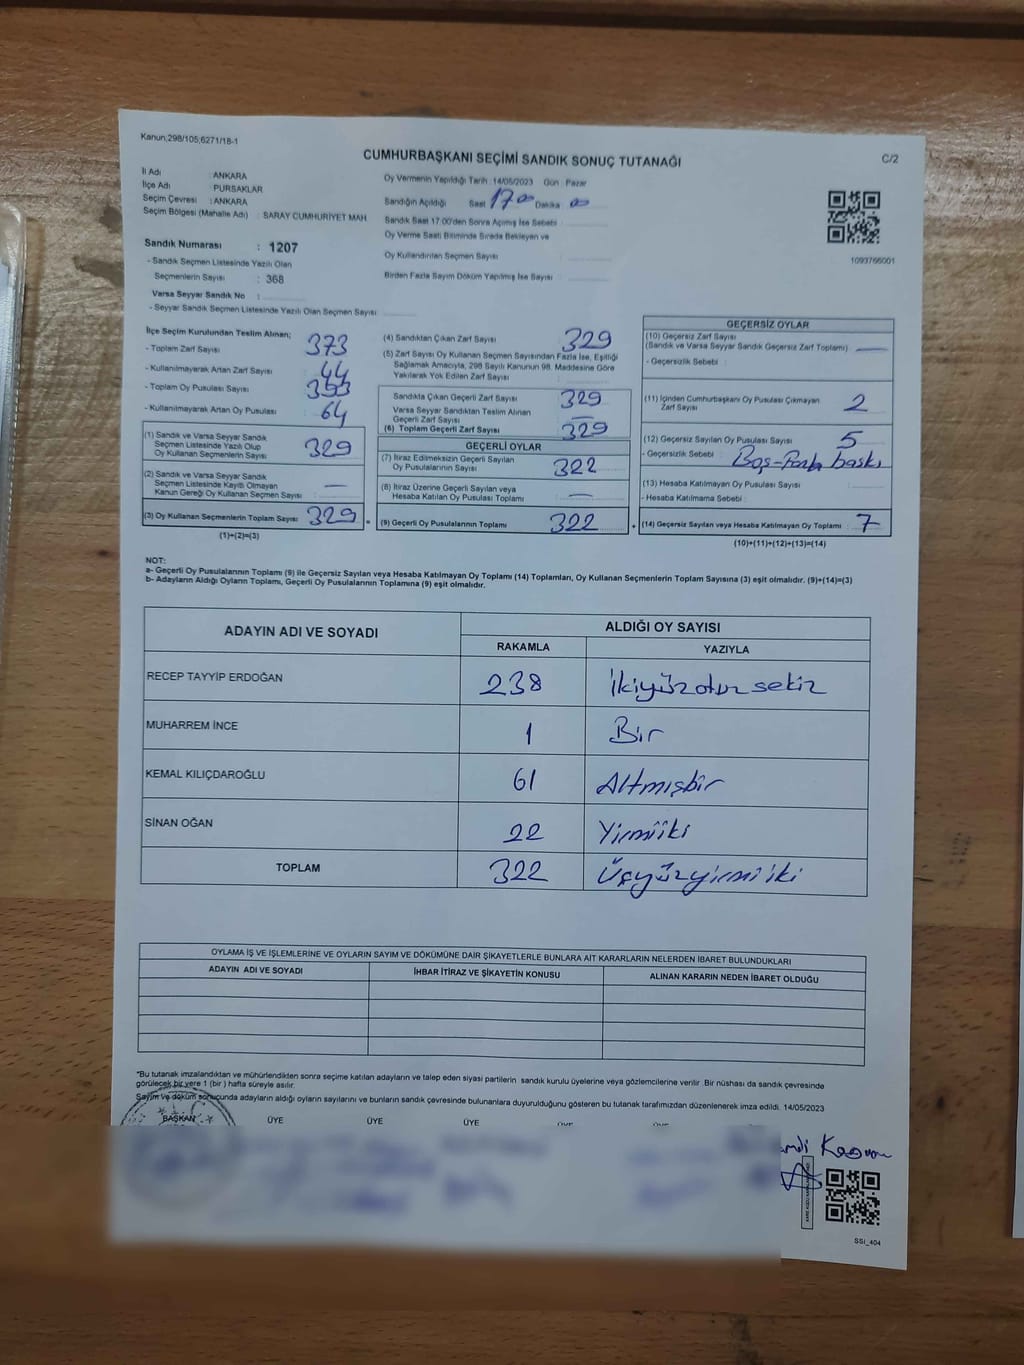 Kanun;298/105;6271/18-1
CUMHURBAŞKANI SEÇİMİ SANDIK SONUÇ TUTANAĞI
C/2
İl Adı : ANKARA
İlçe Adı : PURSAKLAR
Seçim Çevresi : ANKARA
Seçim Bölgesi (Mahalle Adı) : SARAY CUMHURİYET MAH
Sandık Numarası : 1207
- Sandık Seçmen Listesinde Yazılı Olan
Seçmenlerin Sayısı : 368
Varsa Seyyar Sandık No :
- Seyyar Sandık Seçmen Listesinde Yazılı Olan Seçmen Sayısı
Oy Vermenin Yapıldığı Tarih : 14/05/2023 Gün : Pazar
Sandığın Açıldığı Saat 17 00 Dakika 00
Sandık Saat 17.00'den Sonra Açılmış İse Sebebi :
Oy Verme Saati Bitiminde Sırada Bekleyen ve
Oy Kullandırılan Seçmen Sayısı :
Birden Fazla Sayım Döküm Yapılmış İse Sayısı :
1093766001
İlçe Seçim Kurulundan Teslim Alınan;
- Toplam Zarf Sayısı : 373
- Kullanılmayarak Artan Zarf Sayısı : 44
- Toplam Oy Pusulası Sayısı : 393
- Kullanılmayarak Artan Oy Pusulası : 64
(1) Sandık ve Varsa Seyyar Sandık
Seçmen Listesinde Yazılı Olup
Oy Kullanan Seçmenlerin Sayısı : 329
(2) Sandık ve Varsa Seyyar Sandık
Seçmen Listesinde Kayıtlı Olmayan
Kanun Gereği Oy Kullanan Seçmen Sayısı : —
(3) Oy Kullanan Seçmenlerin Toplam Sayısı : 329 =
(1)+(2)=(3)
(4) Sandıktan Çıkan Zarf Sayısı : 329
(5) Zarf Sayısı Oy Kullanan Seçmen Sayısından Fazla İse, Eşitliği
Sağlamak Amacıyla, 298 Sayılı Kanunun 98. Maddesine Göre
Yakılarak Yok Edilen Zarf Sayısı :
Sandıkta Çıkan Geçerli Zarf Sayısı : 329
Varsa Seyyar Sandıktan Teslim Alınan
Geçerli Zarf Sayısı : —
(6) Toplam Geçerli Zarf Sayısı : 329
GEÇERLİ OYLAR
(7) İtiraz Edilmeksizin Geçerli Sayılan
Oy Pusulalarının Sayısı : 322
(8) İtiraz Üzerine Geçerli Sayılan veya
Hesaba Katılan Oy Pusulası Toplamı : —
(9) Geçerli Oy Pusulalarının Toplamı : 322 +
GEÇERSİZ OYLAR
(10) Geçersiz Zarf Sayısı
(Sandık ve Varsa Seyyar Sandık Geçersiz Zarf Toplamı) : —
- Geçersizlik Sebebi :
(11) İçinden Cumhurbaşkanı Oy Pusulası Çıkmayan
Zarf Sayısı : 2
(12) Geçersiz Sayılan Oy Pusulası Sayısı : 5
- Geçersizlik Sebebi : Boş- baskı
(13) Hesaba Katılmayan Oy Pusulası Sayısı :
- Hesaba Katılmama Sebebi :
(14) Geçersiz Sayılan veya Hesaba Katılmayan Oy Toplamı : 7
(10)+(11)+(12)+(13)=(14)
NOT:
a- Geçerli Oy Pusulalarının Toplamı (9) ile Geçersiz Sayılan veya Hesaba Katılmayan Oy Toplamı (14) Toplamları, Oy Kullanan Seçmenlerin Toplam Sayısına (3) eşit olmalıdır. (9)+(14)=(3)
b- Adayların Aldığı Oyların Toplamı, Geçerli Oy Pusulalarının Toplamına (9) eşit olmalıdır.
ADAYIN ADI VE SOYADI
ALDIĞI OY SAYISI
RAKAMLA YAZIYLA
RECEP TAYYİP ERDOĞAN 238 İkiyüzotuz sekiz
MUHARREM İNCE 1 Bir
KEMAL KILIÇDAROĞLU 61 Altmışbir
SİNAN OĞAN 22 Yirmiiki
TOPLAM 322 Üçyüzyirmi iki
OYLAMA İŞ VE İŞLEMLERİNE VE OYLARIN SAYIM VE DÖKÜMÜNE DAİR ŞİKAYETLERLE BUNLARA AİT KARARLARIN NELERDEN İBARET BULUNDUKLARI
ADAYIN ADI VE SOYADI İHBAR İTİRAZ VE ŞİKAYETİN KONUSU ALINAN KARARIN NEDEN İBARET OLDUĞU
"Bu tutanak imzalandıktan ve mühürlendikten sonra seçime katılan adayların ve talep eden siyasi partilerin sandık kurulu üyelerine veya gözlemcilerine verilir. Bir nüshası da sandık çevresinde
görülecek bir yere 1 (bir) hafta süreyle asılır.
Sayım ve döküm sonucunda adayların aldığı oyların sayılarını ve bunların sandık çevresinde bulunanlara duyurulduğunu gösteren bu tutanak tarafımızdan düzenlenerek imza edildi. 14/05/2023
BAŞKAN ÜYE ÜYE ÜYE
SSi_404